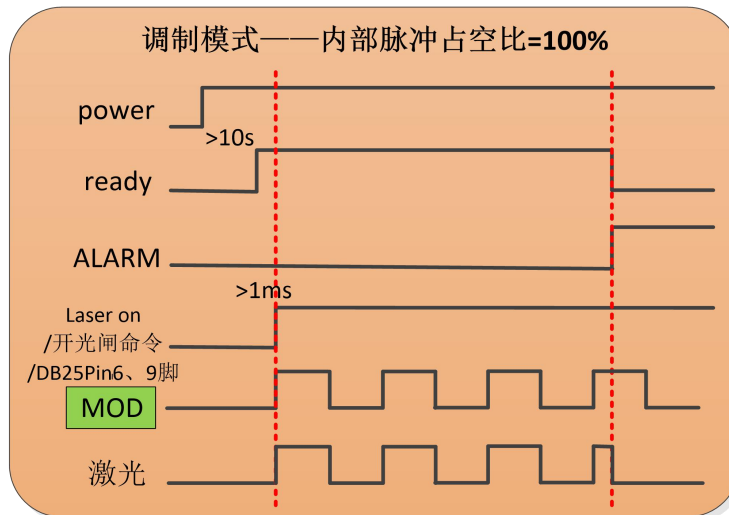 调制模式——内部脉冲占空比=100%
power
>10s
ready
ALARM
>1ms
Laser on
/开光闸命令
/DB25Pin6、9脚
MOD
激光